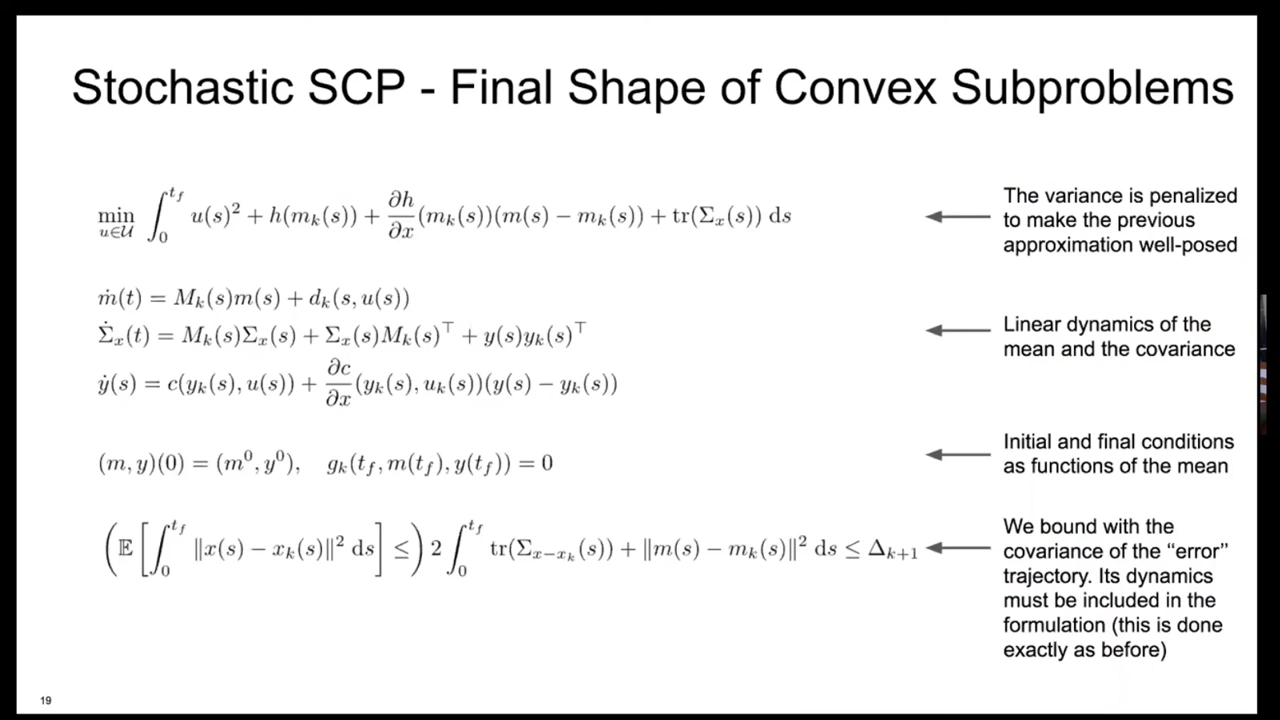 Stochastic SCP - Final Shape of Convex Subproblems
min_{u∈𝒰} ∫_0^{t_f} u(s)² + h(m_k(s)) + ∂h/∂x (m_k(s))(m(s) − m_k(s)) + tr(Σ_x(s)) ds
The variance is penalized
to make the previous
approximation well-posed
ṁ(t) = M_k(s)m(s) + d_k(s, u(s))
Σ̇_x(t) = M_k(s)Σ_x(s) + Σ_x(s)M_k(s)^⊤ + y(s)y_k(s)^⊤
ẏ(s) = c(y_k(s), u(s)) + ∂c/∂x (y_k(s), u_k(s))(y(s) − y_k(s))
Linear dynamics of the
mean and the covariance
(m, y)(0) = (m⁰, y⁰), g_k(t_f, m(t_f), y(t_f)) = 0
Initial and final conditions
as functions of the mean
(𝔼[∫_0^{t_f} ‖x(s) − x_k(s)‖² ds] ≤) 2 ∫_0^{t_f} tr(Σ_{x−x_k}(s)) + ‖m(s) − m_k(s)‖² ds ≤ Δ_{k+1}
We bound with the
covariance of the “error”
trajectory. Its dynamics
must be included in the
formulation (this is done
exactly as before)
19